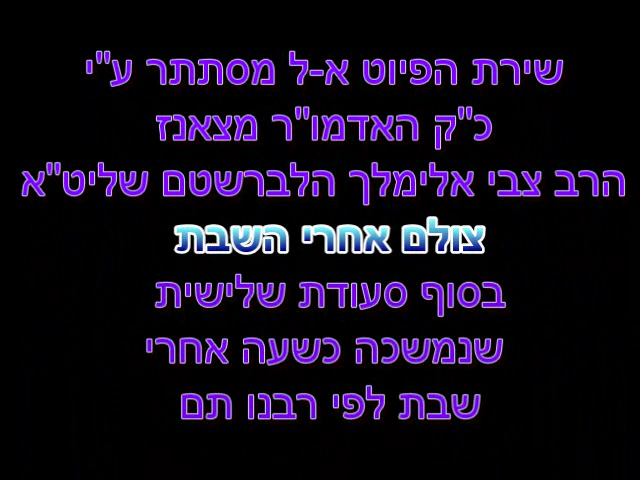 שירת הפיוט א-ל מסתתר ע"י
כ"ק האדמו"ר מצאנז
הרב צבי אלימלך הלברשטם שליט"א
צולם אחרי השבת
בסוף סעודת שלישית
שנמשכה כשעה אחרי
שבת לפי רבנו תם